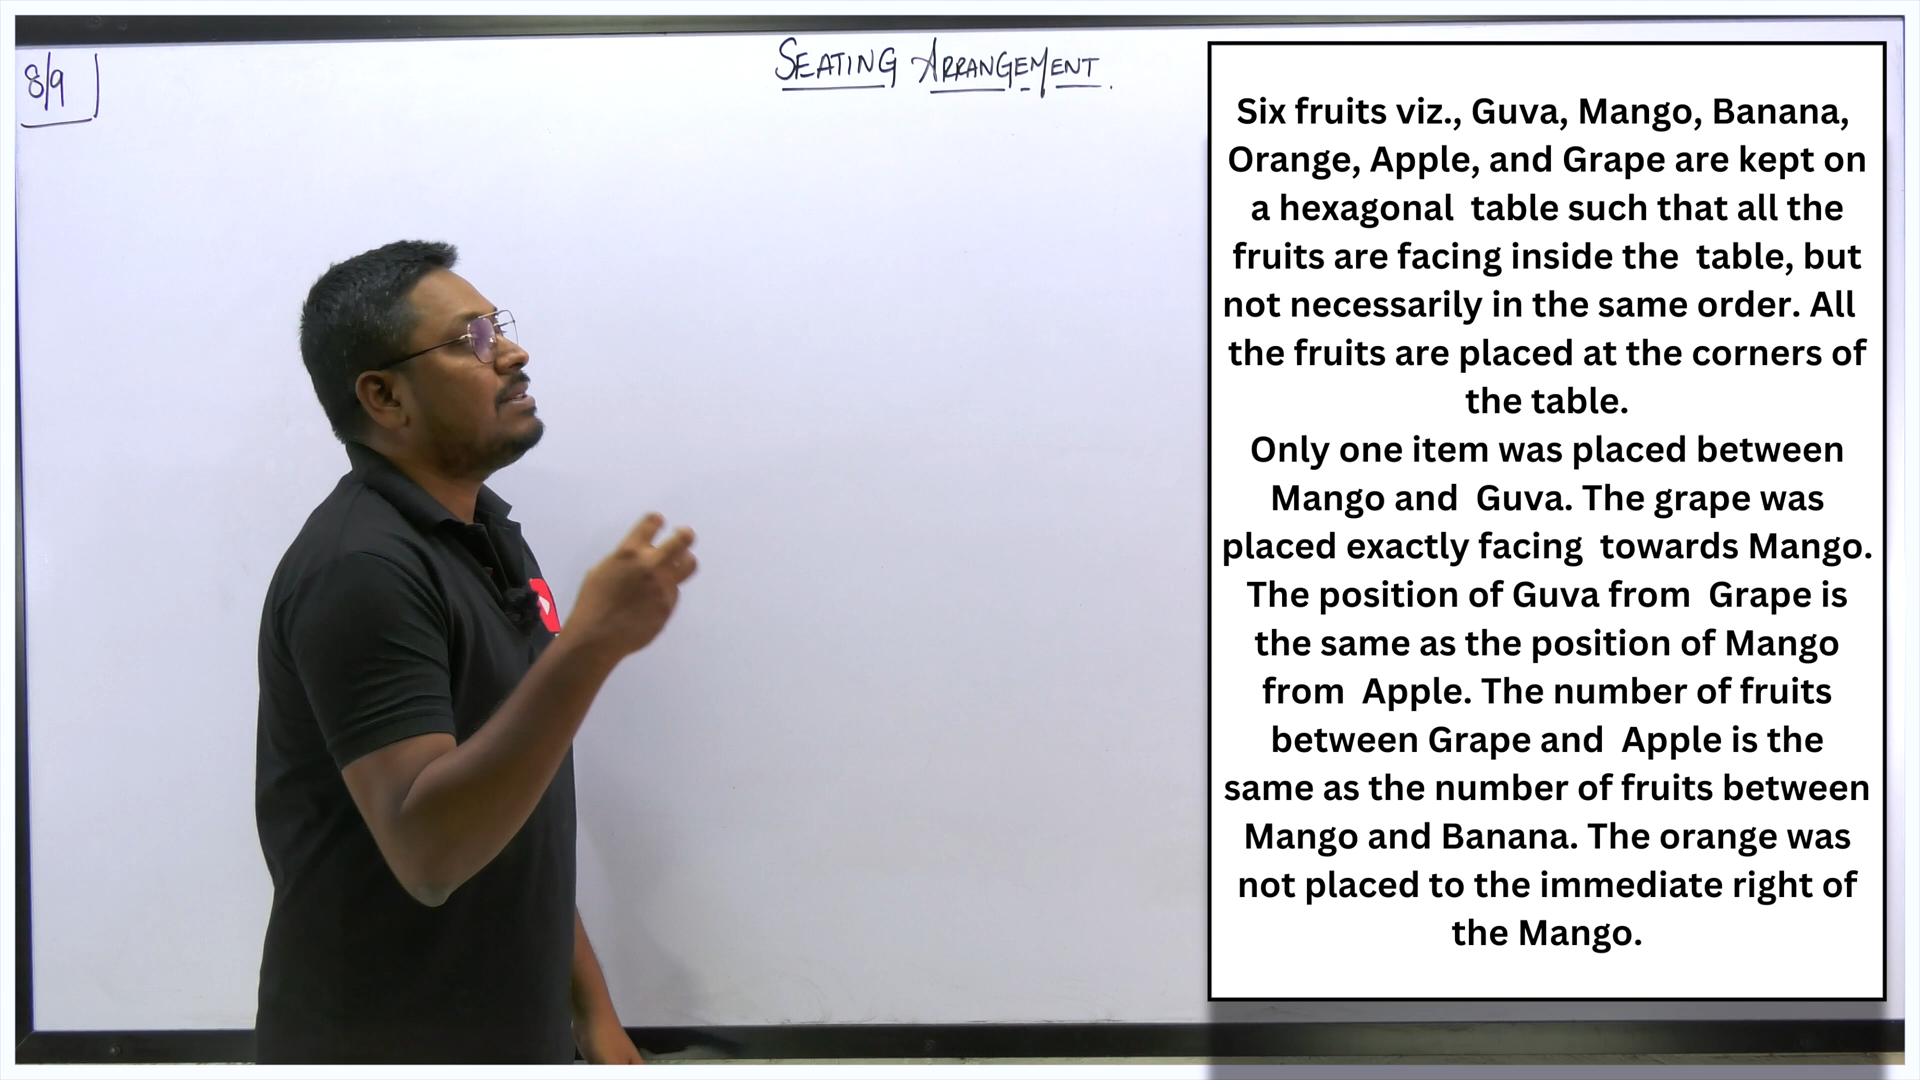 8/9
SEATING ARRANGEMENT.
Six fruits viz., Guva, Mango, Banana,
Orange, Apple, and Grape are kept on
a hexagonal table such that all the
fruits are facing inside the table, but
not necessarily in the same order. All
the fruits are placed at the corners of
the table.
Only one item was placed between
Mango and Guva. The grape was
placed exactly facing towards Mango.
The position of Guva from Grape is
the same as the position of Mango
from Apple. The number of fruits
between Grape and Apple is the
same as the number of fruits between
Mango and Banana. The orange was
not placed to the immediate right of
the Mango.